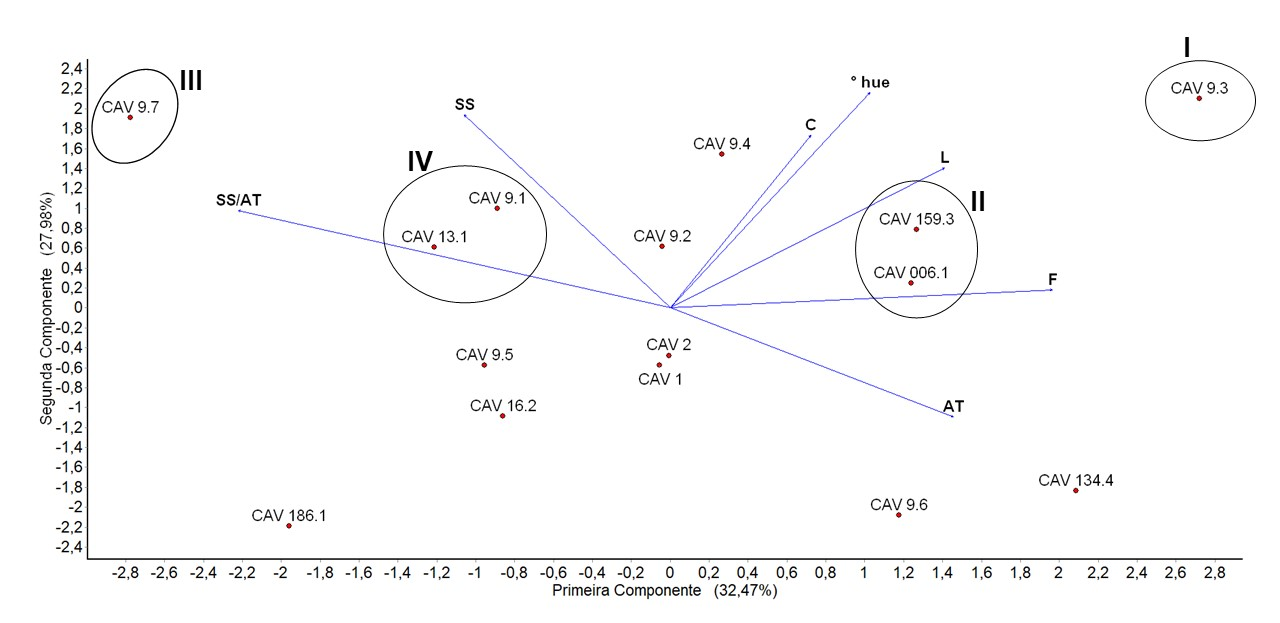 I
III
° hue
2,4
2,2
2
1,8
1,6
1,4
1,2
1
0,8
0,6
0,4
0,2
0
-0,2
-0,4
-0,6
-0,8
-1
-1,2
-1,4
-1,6
-1,8
-2
-2,2
-2,4
Segunda Componente (27,98%)
CAV 9.3
CAV 9.7
SS
C
CAV 9.4
IV
L
SS/AT
CAV 9.1
II
CAV 159.3
CAV 13.1
CAV 9.2
CAV 006.1
F
CAV 2
CAV 9.5
CAV 1
CAV 16.2
AT
CAV 134.4
CAV 9.6
CAV 186.1
-2,8 -2,6 -2,4 -2,2 -2 -1,8 -1,6 -1,4 -1,2 -1 -0,8 -0,6 -0,4 -0,2 0 0,2 0,4 0,6 0,8 1 1,2 1,4 1,6 1,8 2 2,2 2,4 2,6 2,8
Primeira Componente (32,47%)